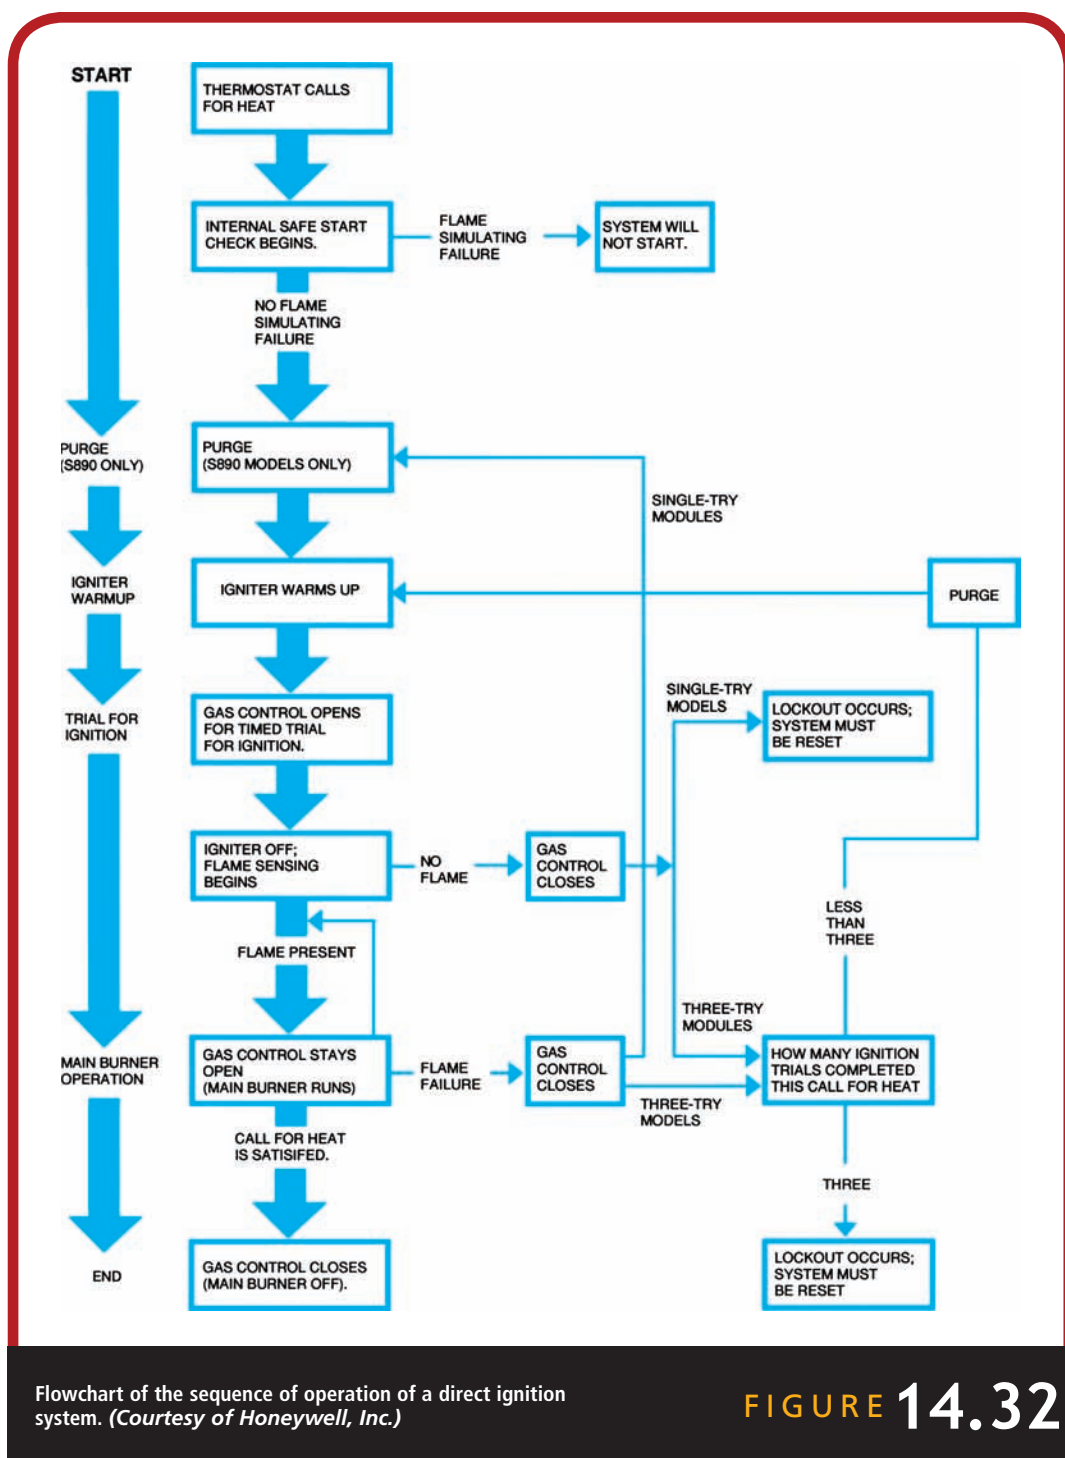 START
THERMOSTAT CALLS
FOR HEAT
INTERNAL SAFE START
CHECK BEGINS.
FLAME
SIMULATING
FAILURE
SYSTEM WILL
NOT START.
NO FLAME
SIMULATING
FAILURE
PURGE
(S890 ONLY)
PURGE
(S890 MODELS ONLY)
SINGLE-TRY
MODULES
IGNITER
WARMUP
IGNITER WARMS UP
PURGE
TRIAL FOR
IGNITION
GAS CONTROL OPENS
FOR TIMED TRIAL
FOR IGNITION.
SINGLE-TRY
MODELS
LOCKOUT OCCURS;
SYSTEM MUST
BE RESET
IGNITER OFF;
FLAME SENSING
BEGINS
NO
FLAME
GAS
CONTROL
CLOSES
LESS
THAN
THREE
FLAME PRESENT
THREE-TRY
MODULES
MAIN BURNER
OPERATION
GAS CONTROL STAYS
OPEN
(MAIN BURNER RUNS)
FLAME
FAILURE
GAS
CONTROL
CLOSES
HOW MANY IGNITION
TRIALS COMPLETED
THIS CALL FOR HEAT
THREE-TRY
MODELS
CALL FOR HEAT
IS SATISIFED.
THREE
END
GAS CONTROL CLOSES
(MAIN BURNER OFF).
LOCKOUT OCCURS;
SYSTEM MUST
BE RESET
Flowchart of the sequence of operation of a direct ignition
system. (Courtesy of Honeywell, Inc.)
FIGURE 14.32